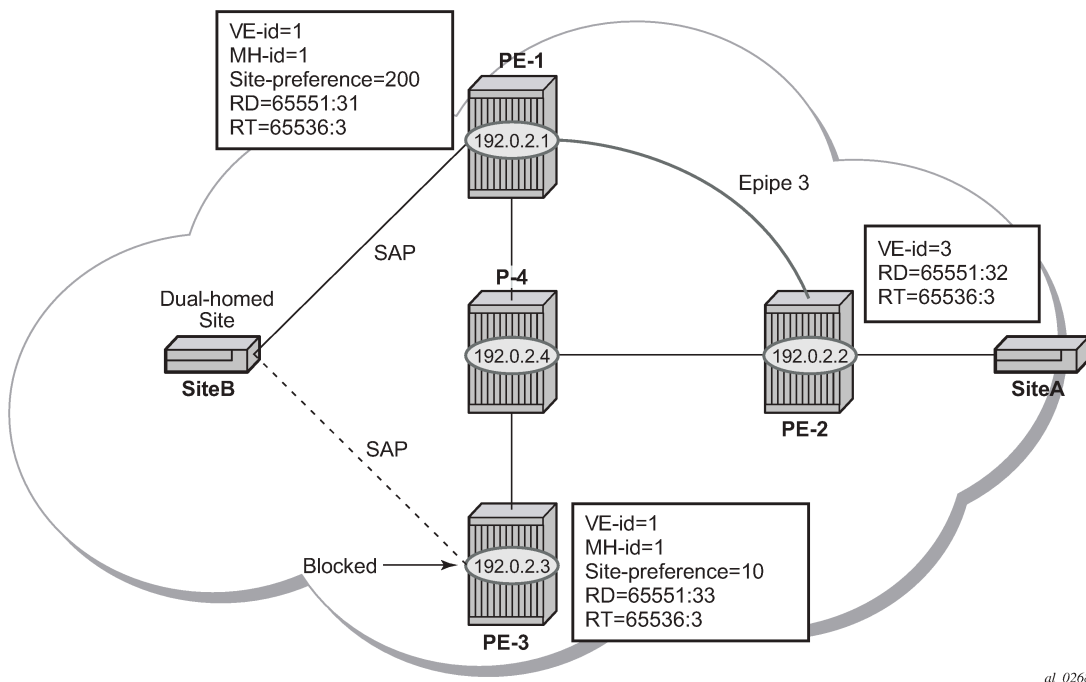 VE-id=1
MH-id=1
Site-preference=200
RD=65551:31
RT=65536:3
PE-1
192.0.2.1
Epipe 3
SAP
VE-id=3
RD=65551:32
RT=65536:3
P-4
Dual-homed
Site
192.0.2.4
192.0.2.2
SiteB
SiteA
PE-2
SAP
VE-id=1
MH-id=1
Site-preference=10
RD=65551:33
RT=65536:3
Blocked
192.0.2.3
PE-3